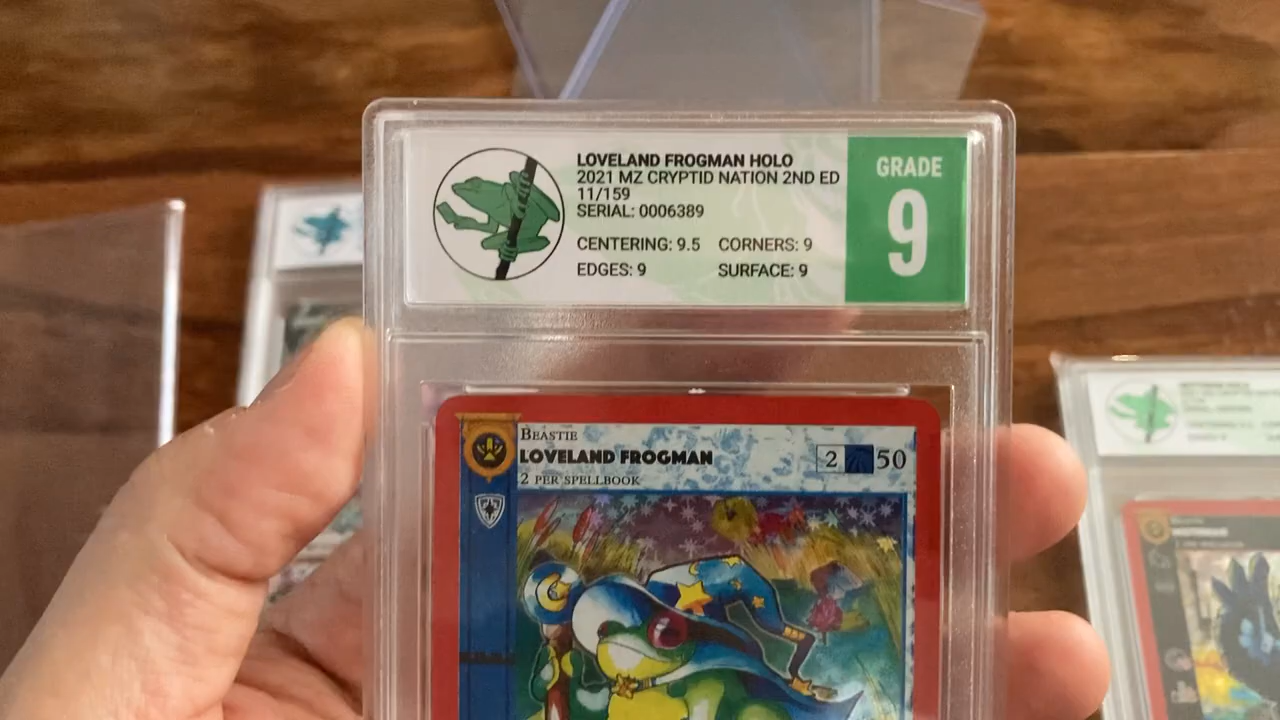 LOVELAND FROGMAN HOLO
2021 MZ CRYPTID NATION 2ND ED
11/159
SERIAL: 0006389
CENTERING: 9.5 CORNERS: 9
EDGES: 9 SURFACE: 9
GRADE
9
BEASTIE
LOVELAND FROGMAN
2 PER SPELLBOOK
2 50